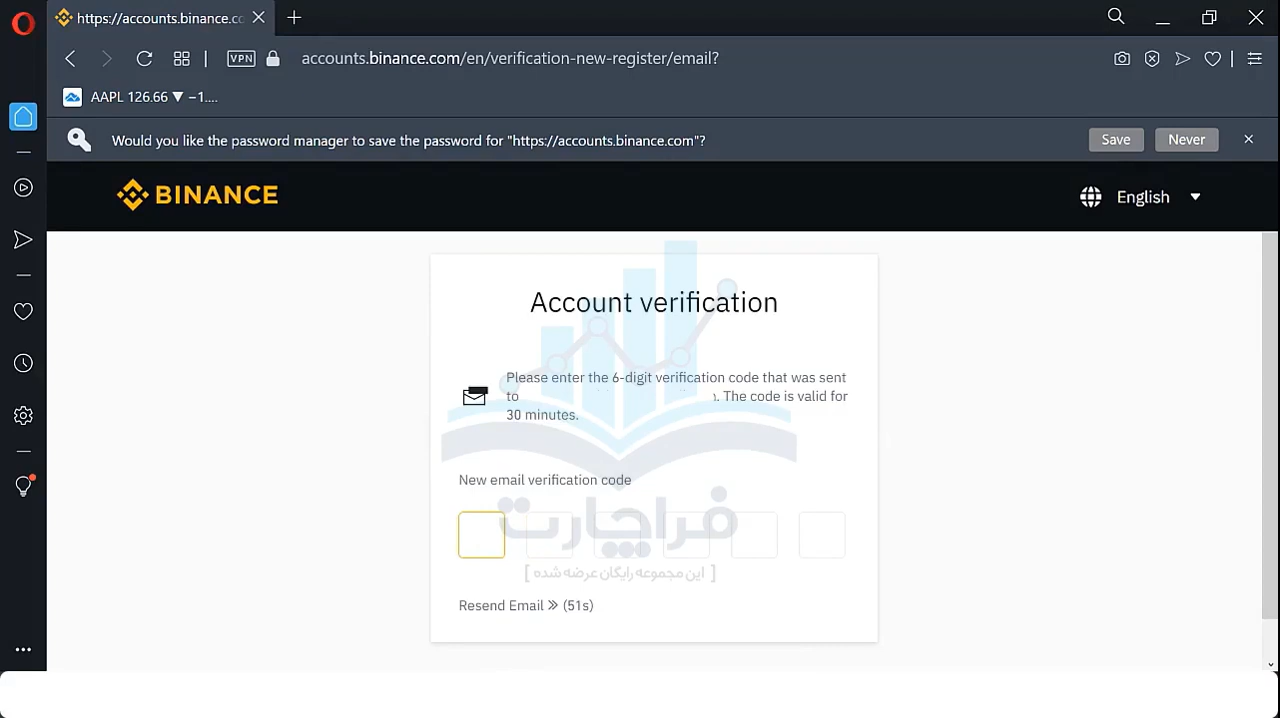 https://accounts.binance.co
VPN
accounts.binance.com/en/verification-new-register/email?
AAPL 126.66 ▼ −1....
Would you like the password manager to save the password for "https://accounts.binance.com"?
Save
Never
BINANCE
English
Account verification
Please enter the 6-digit verification code that was sent
to . The code is valid for
30 minutes.
New email verification code
فراچارت
[ این مجموعه رایگان عرضه شده ]
Resend Email » (51s)